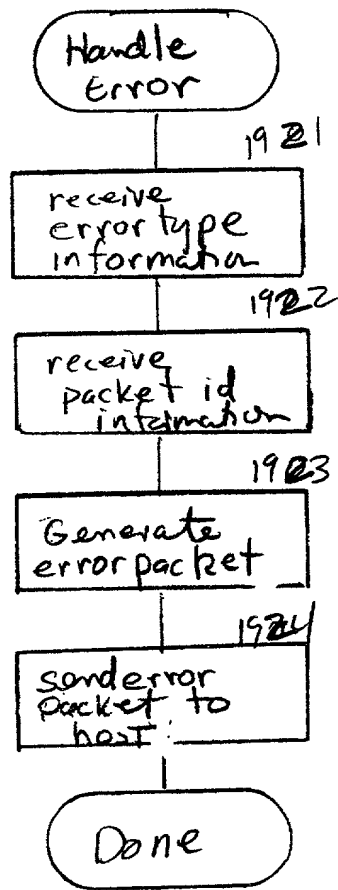 Handle
Error
1921
receive
error type
information
1922
receive
packet id
information
1923
Generate
error packet
1924
send error
packet to
host
Done